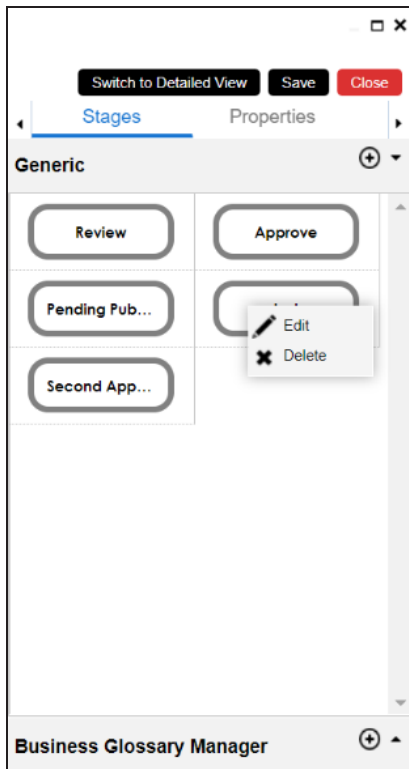 Switch to Detailed View Save Close
Stages Properties
Generic
Review Approve
Pending Pub...
Edit
Delete
Second App...
Business Glossary Manager